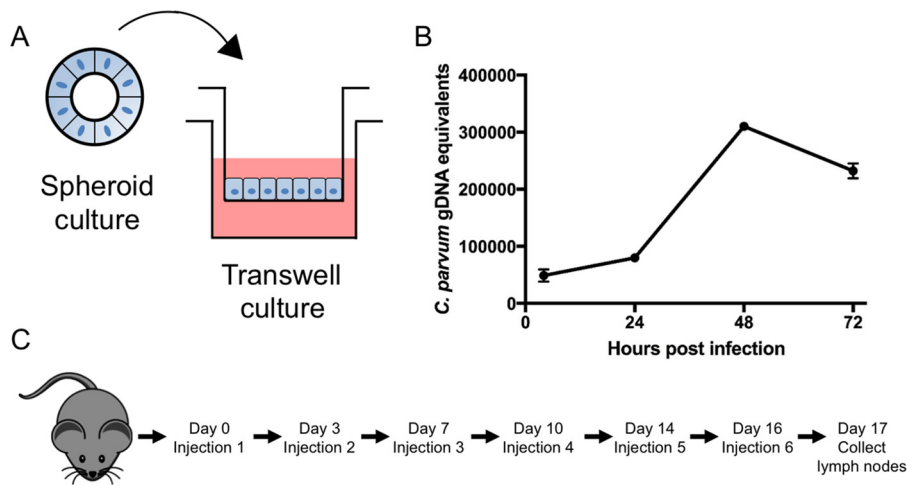 A
Spheroid
culture
Transwell
culture
B
C. parvum gDNA equivalents
400000
300000
200000
100000
0
0
24
48
72
Hours post infection
C
Day 0
Injection 1
Day 3
Injection 2
Day 7
Injection 3
Day 10
Injection 4
Day 14
Injection 5
Day 16
Injection 6
Day 17
Collect
lymph nodes